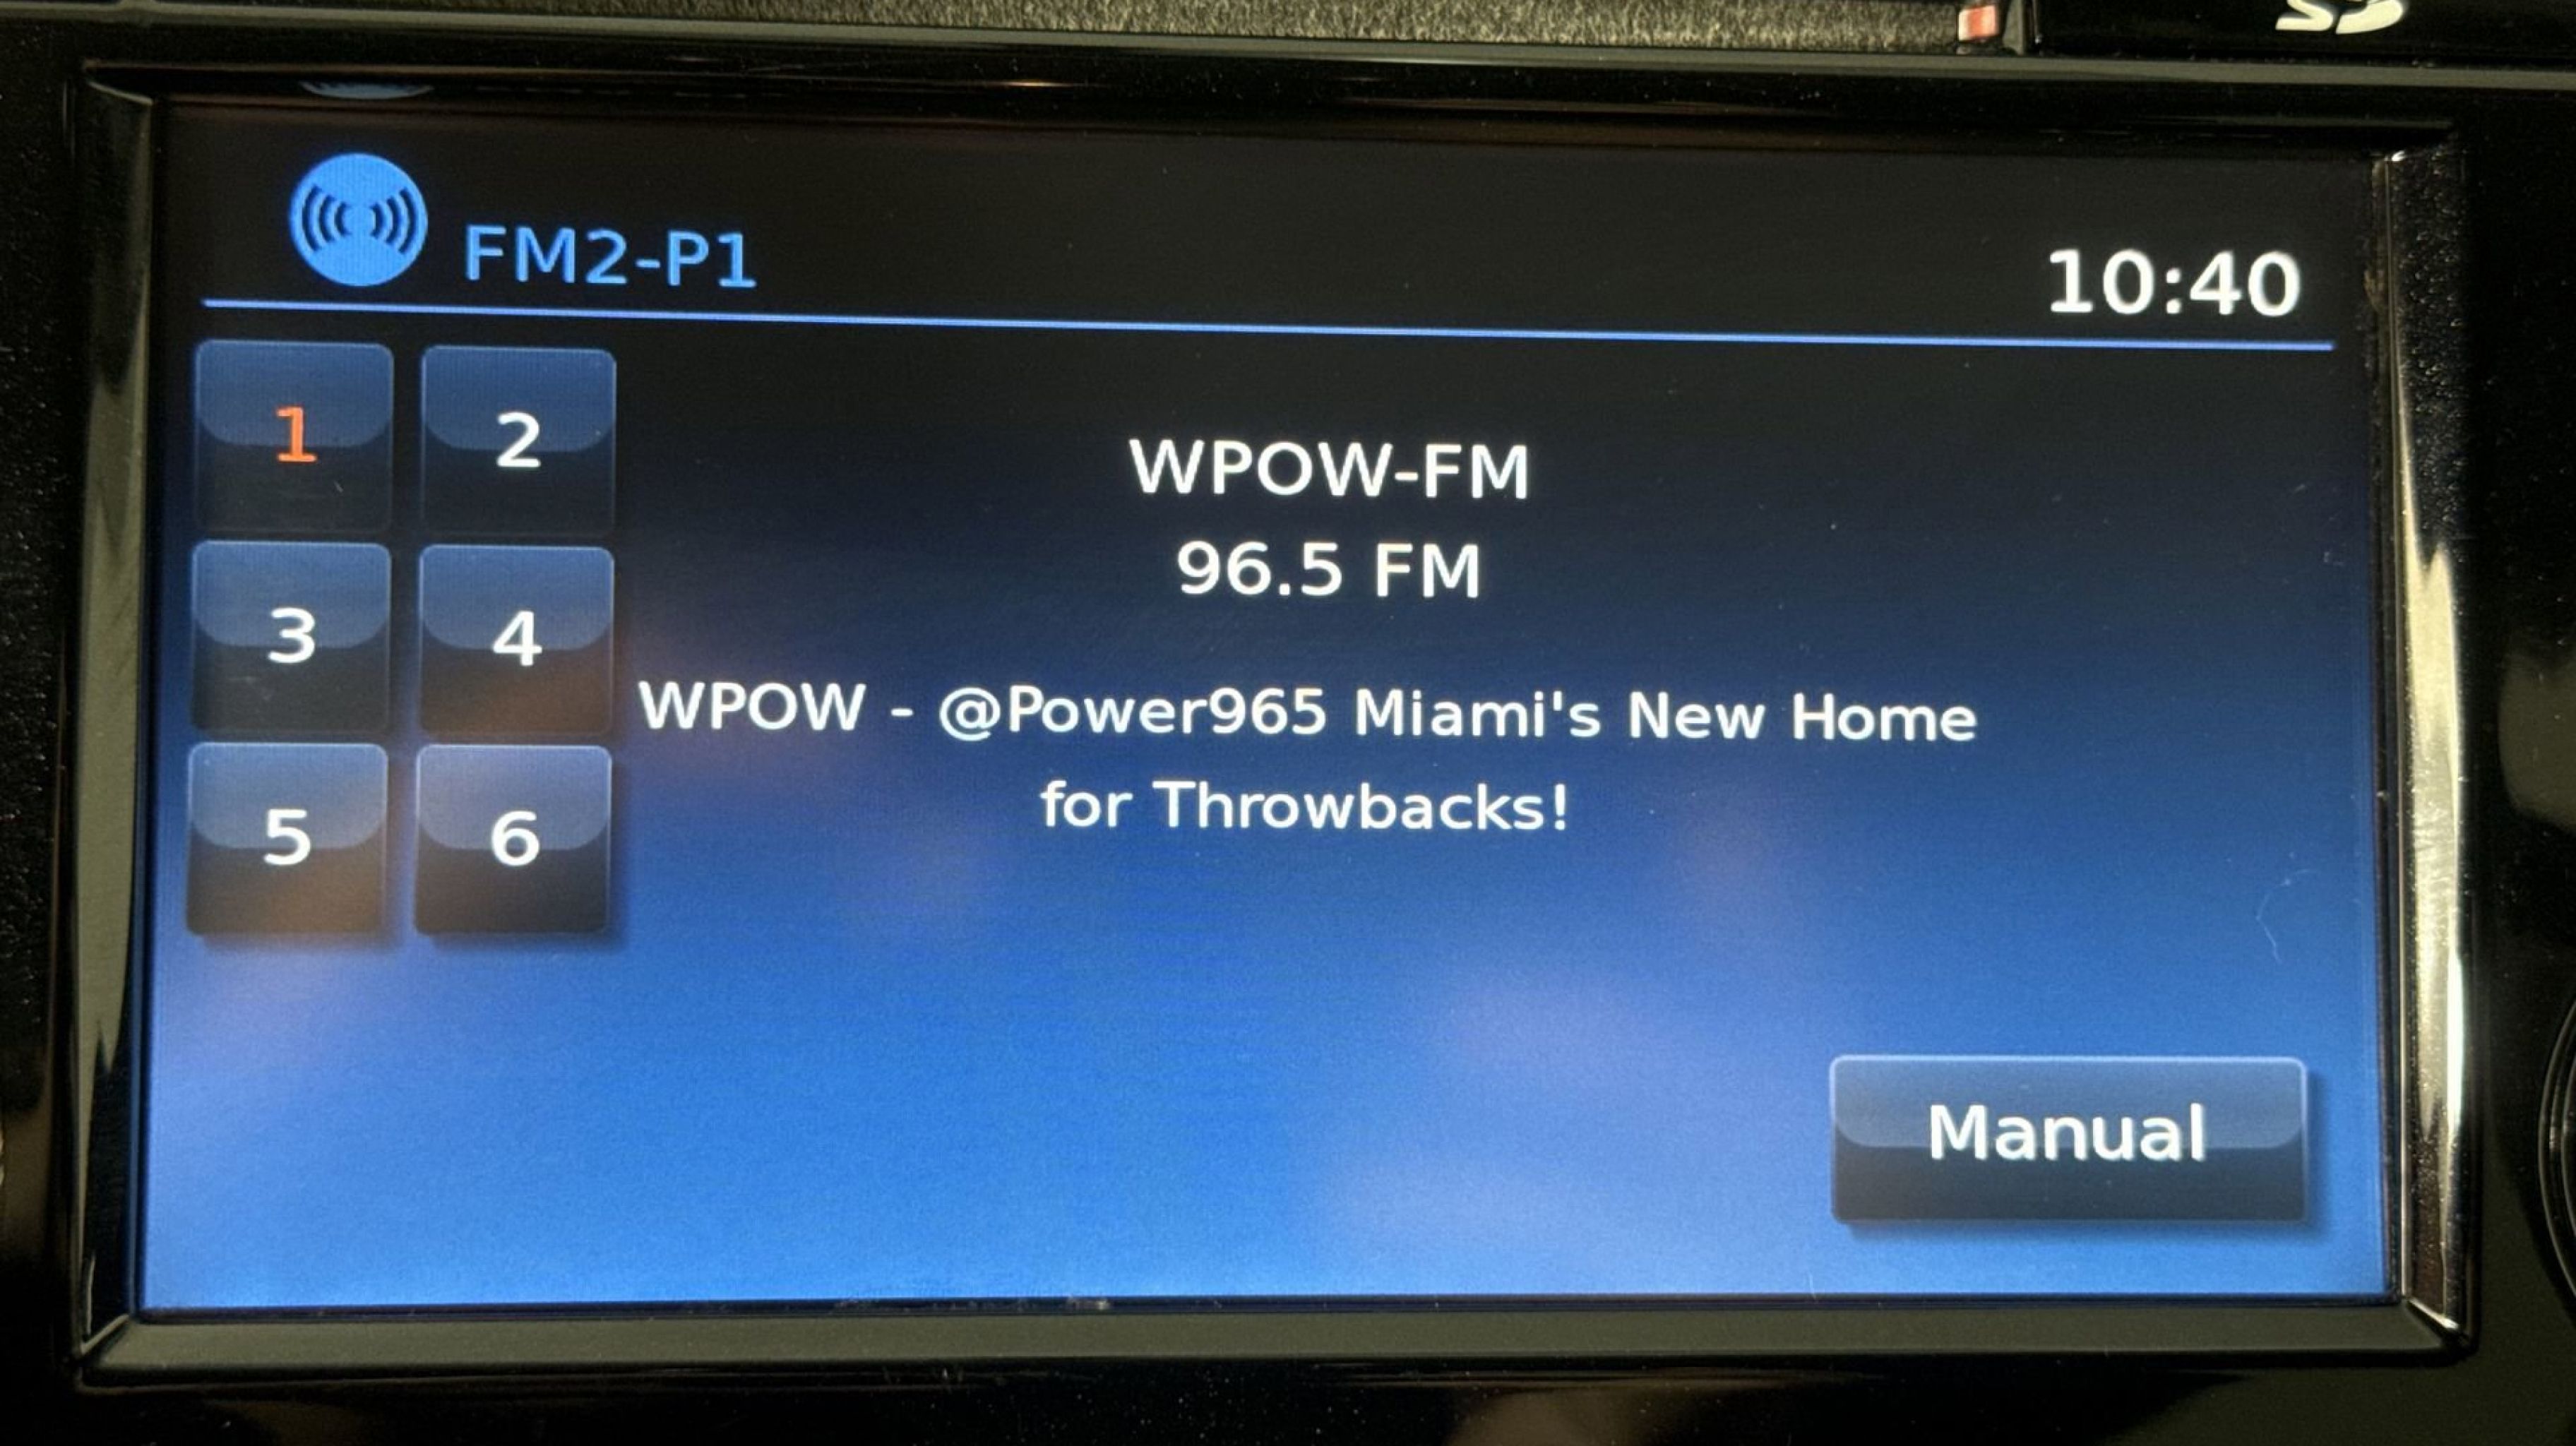 FM2-P1
10:40
1 2
3 4
5 6
WPOW-FM
96.5 FM
WPOW - @Power965 Miami's New Home
for Throwbacks!
Manual